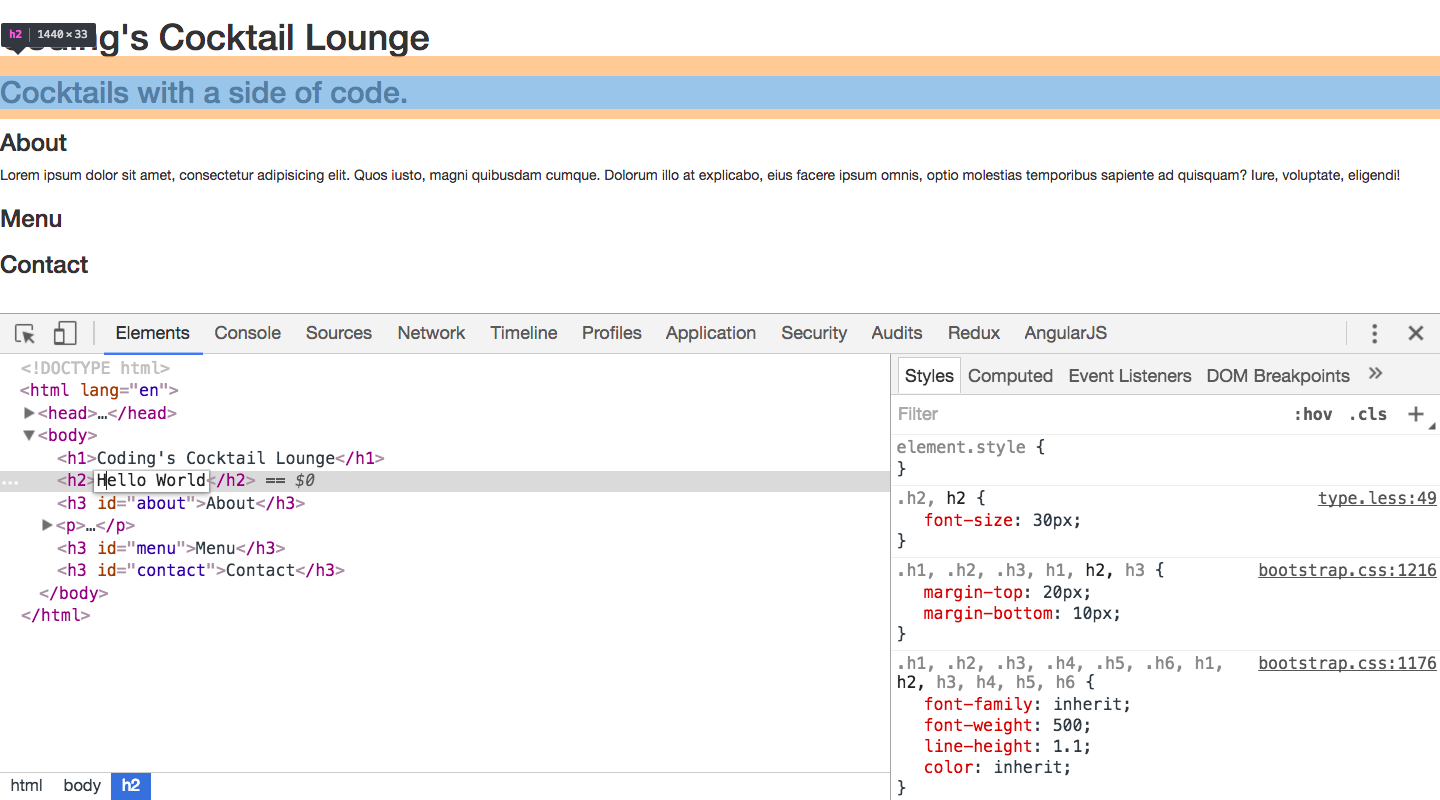 h2 1440×33
Coding's Cocktail Lounge
Cocktails with a side of code.
About
Lorem ipsum dolor sit amet, consectetur adipisicing elit. Quos iusto, magni quibusdam cumque. Dolorum illo at explicabo, eius facere ipsum omnis, optio molestias temporibus sapiente ad quisquam? Iure, voluptate, eligendi!
Menu
Contact
Elements Console Sources Network Timeline Profiles Application Security Audits Redux AngularJS
<!DOCTYPE html>
<html lang="en">
<head>…</head>
<body>
<h1>Coding's Cocktail Lounge</h1>
<h2>Hello World</h2> == $0
<h3 id="about">About</h3>
<p>…</p>
<h3 id="menu">Menu</h3>
<h3 id="contact">Contact</h3>
</body>
</html>
html body h2
Styles Computed Event Listeners DOM Breakpoints »
Filter :hov .cls +
element.style {
}
.h2, h2 { type.less:49
font-size: 30px;
}
.h1, .h2, .h3, h1, h2, h3 { bootstrap.css:1216
margin-top: 20px;
margin-bottom: 10px;
}
.h1, .h2, .h3, .h4, .h5, .h6, h1, bootstrap.css:1176
h2, h3, h4, h5, h6 {
font-family: inherit;
font-weight: 500;
line-height: 1.1;
color: inherit;
}